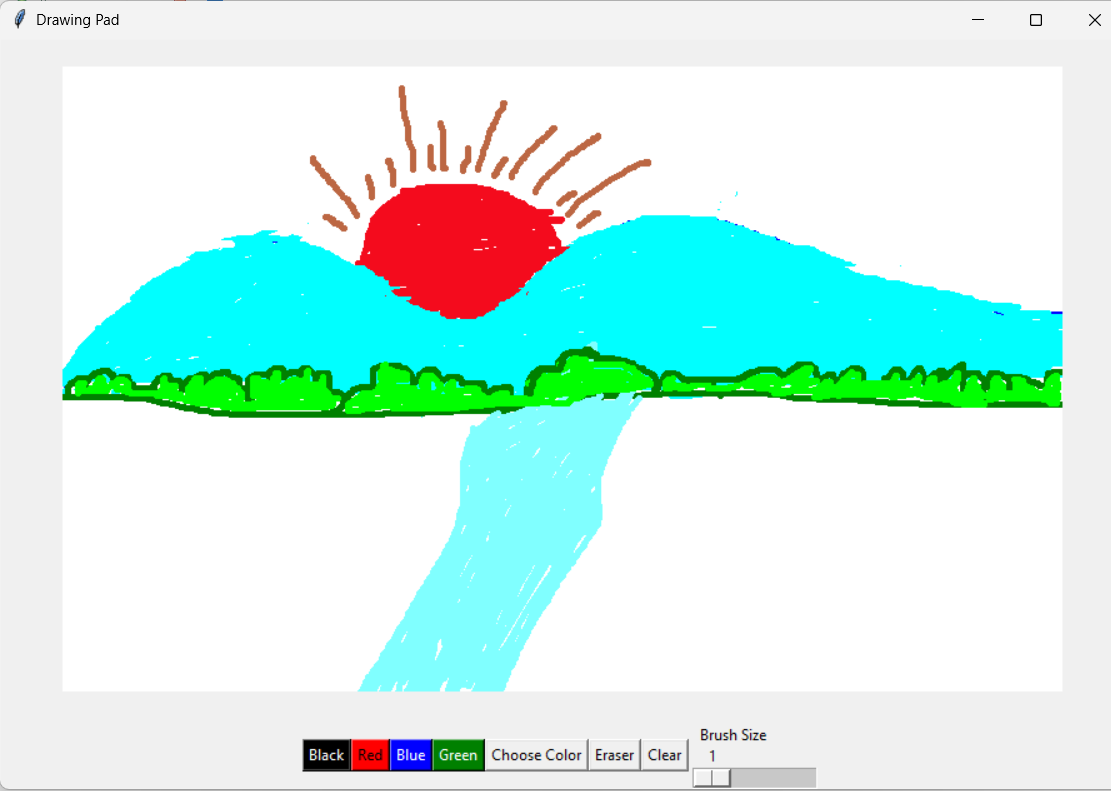 Drawing Pad
Brush Size
Black Red Blue Green Choose Color Eraser Clear 1